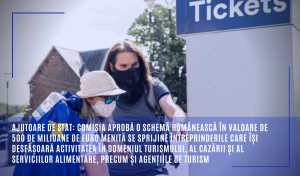 Tickets
AJUTOARE DE STAT: COMISIA APROBĂ O SCHEMĂ ROMÂNEASCĂ ÎN VALOARE DE
500 DE MILIOANE DE EURO MENITĂ SĂ SPRIJINE ÎNTREPRINDERILE CARE ÎȘI
DESFĂȘOARĂ ACTIVITATEA ÎN DOMENIUL TURISMULUI, AL CAZĂRII ȘI AL
SERVICIILOR ALIMENTARE, PRECUM ȘI AGENȚIILE DE TURISM